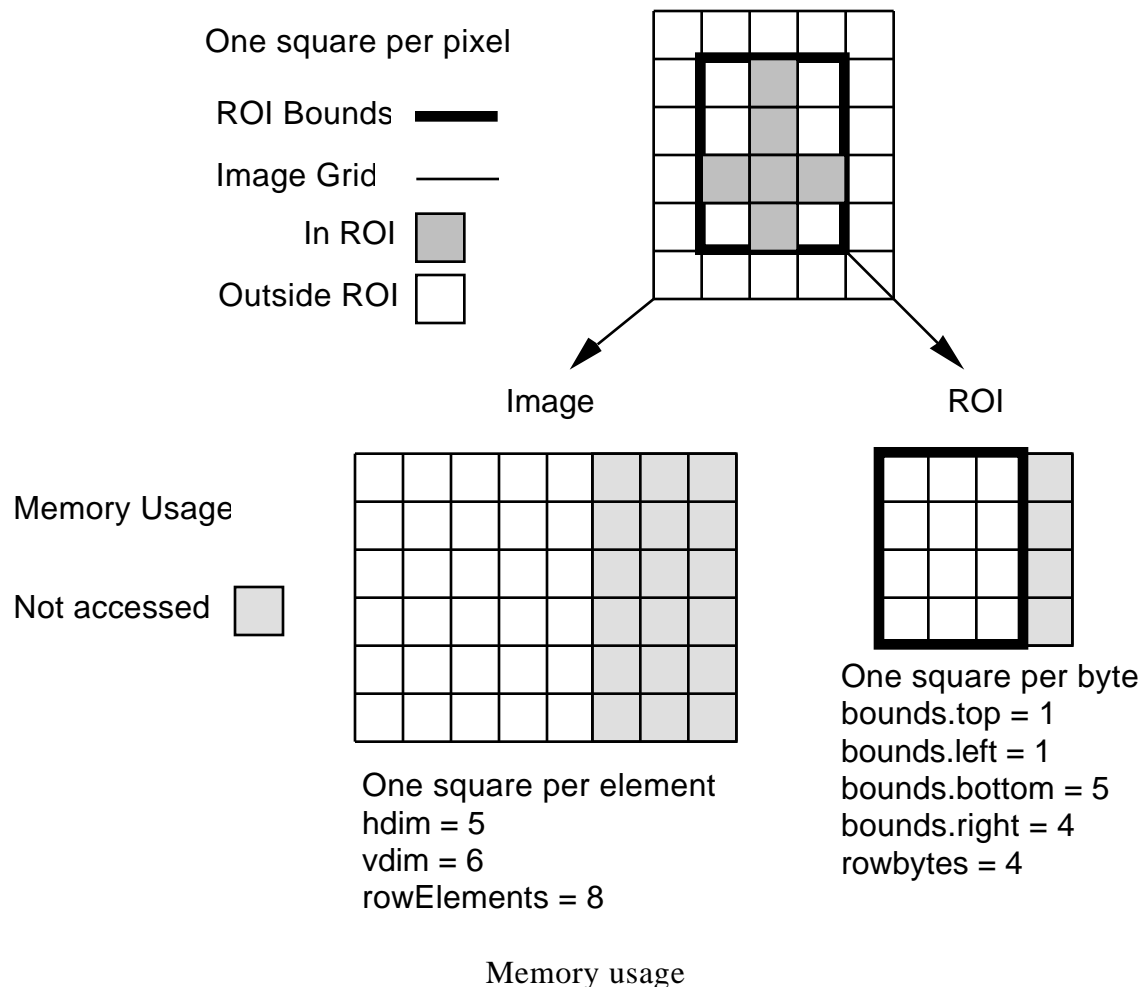 One square per pixel
ROI Bounds
Image Grid
In ROI
Outside ROI
Image
ROI
Memory Usage
Not accessed
One square per element
hdim = 5
vdim = 6
rowElements = 8
One square per byte
bounds.top = 1
bounds.left = 1
bounds.bottom = 5
bounds.right = 4
rowbytes = 4
Memory usage